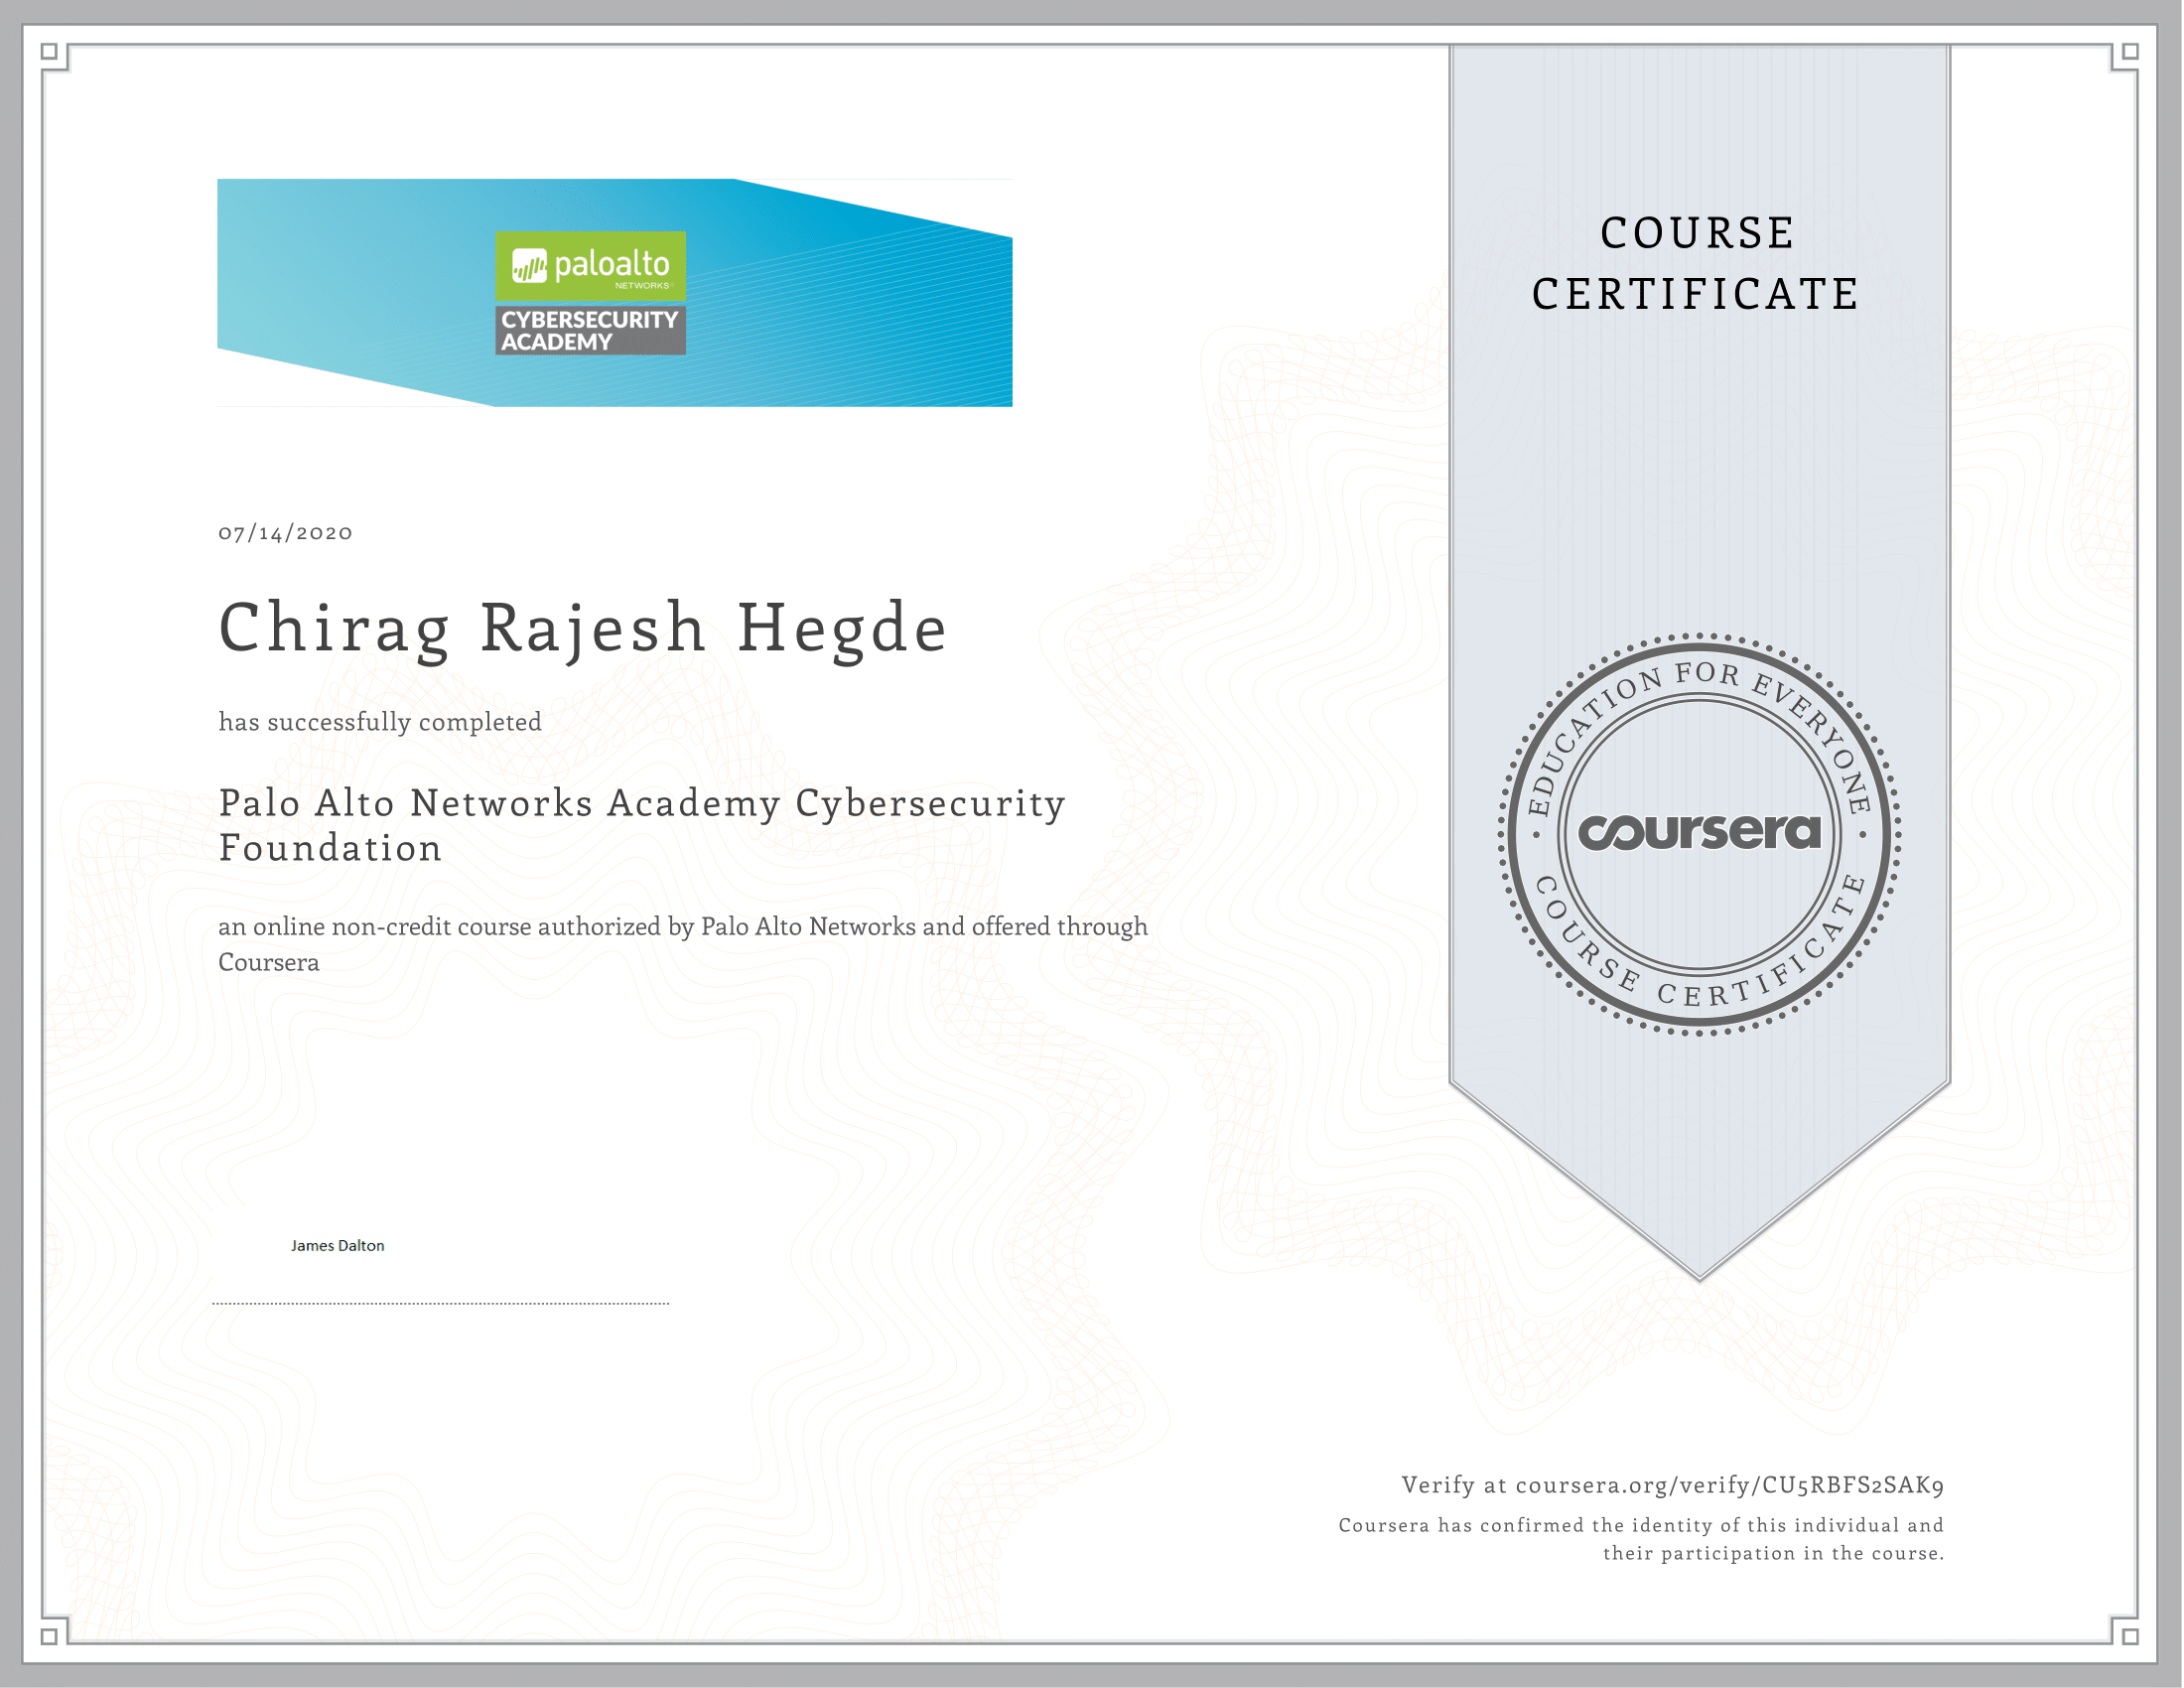 paloalto
NETWORKS®
CYBERSECURITY
ACADEMY
07/14/2020
Chirag Rajesh Hegde
has successfully completed
Palo Alto Networks Academy Cybersecurity
Foundation
an online non-credit course authorized by Palo Alto Networks and offered through
Coursera
James Dalton
COURSE
CERTIFICATE
• EDUCATION FOR EVERYONE •
coursera
COURSE CERTIFICATE
Verify at coursera.org/verify/CU5RBFS2SAK9
Coursera has confirmed the identity of this individual and
their participation in the course.